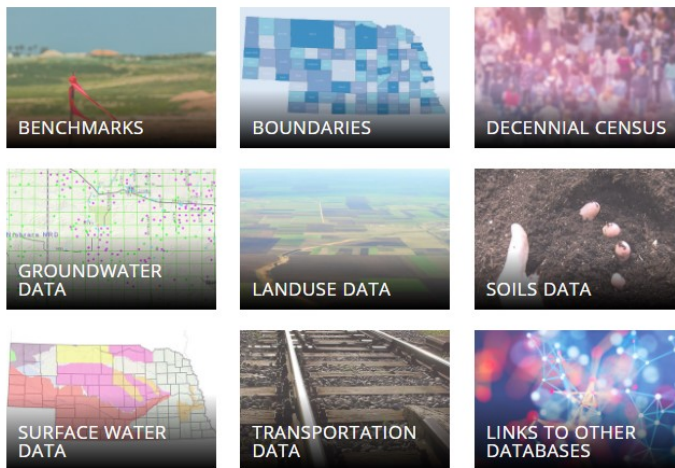 BENCHMARKS
BOUNDARIES
DECENNIAL CENSUS
GROUNDWATER
DATA
LANDUSE DATA
SOILS DATA
SURFACE WATER
DATA
TRANSPORTATION
DATA
LINKS TO OTHER
DATABASES